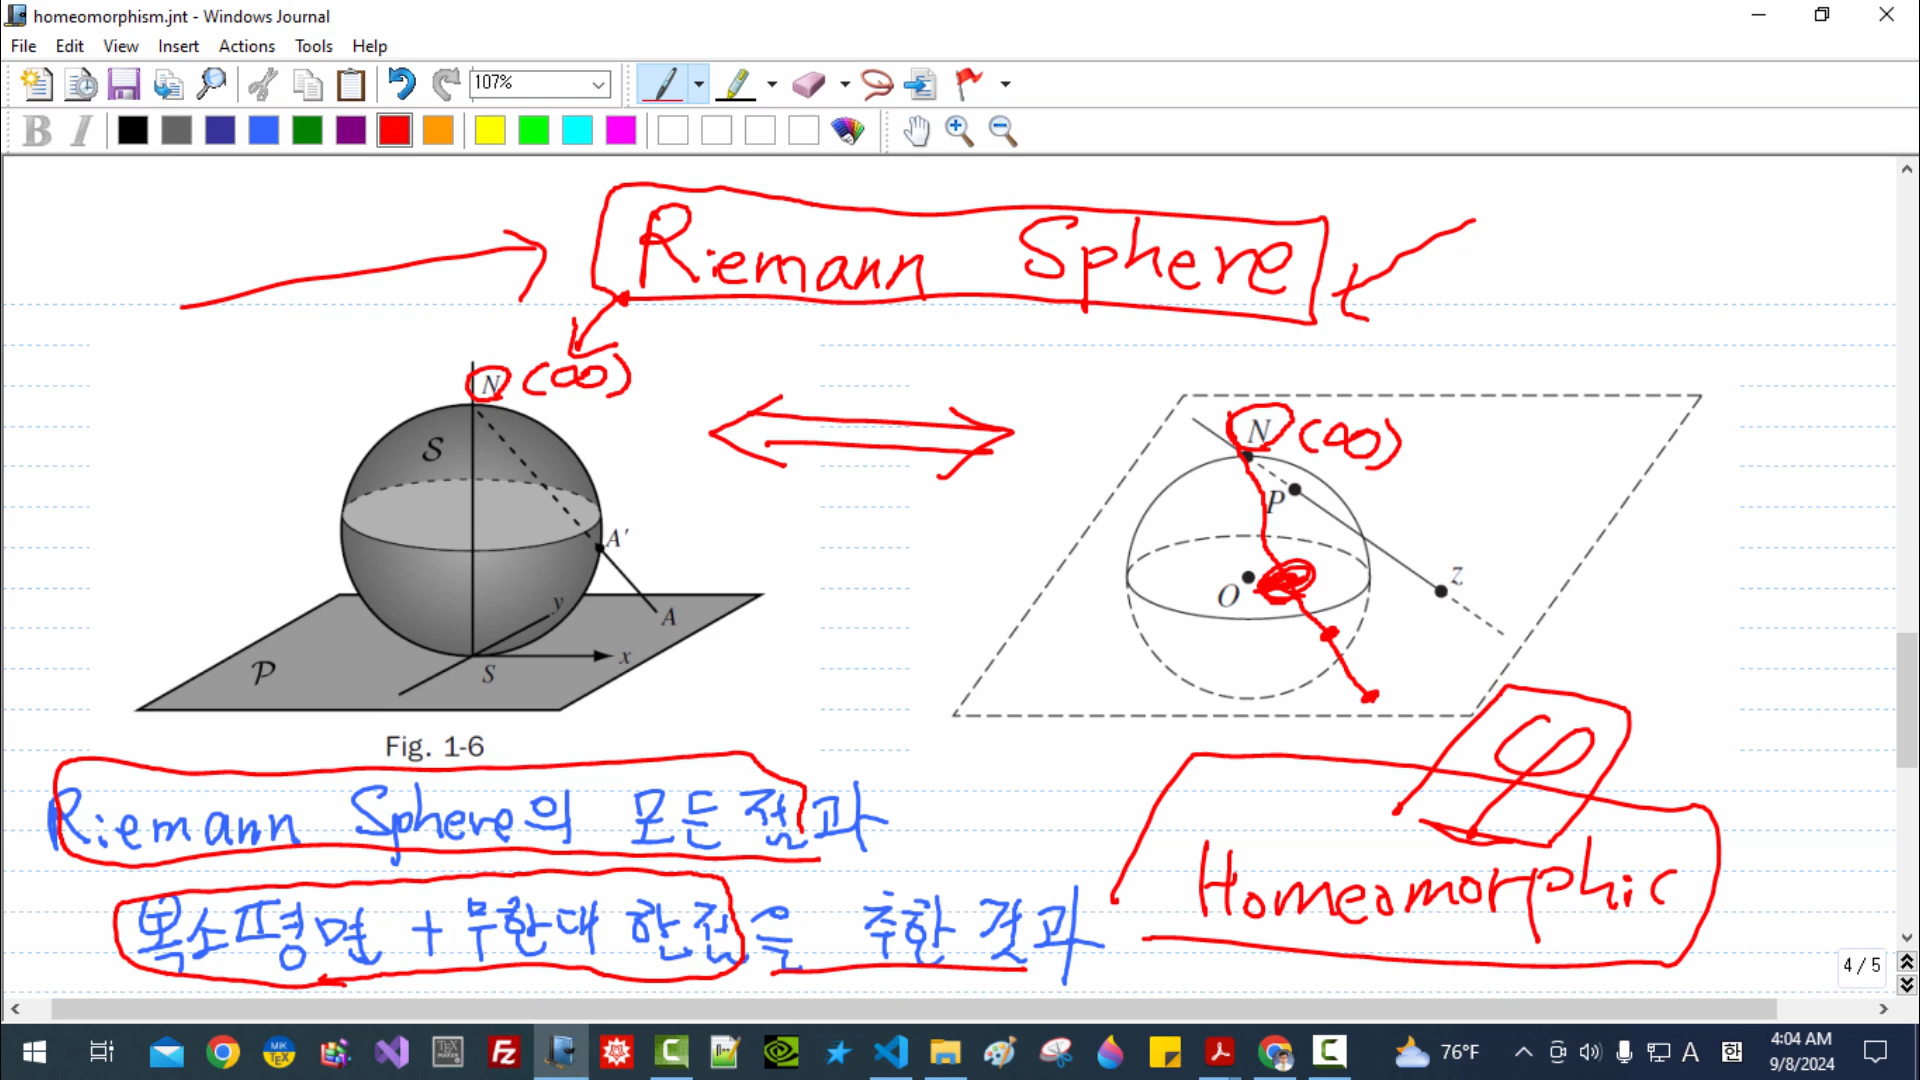 homeomorphism.jnt - Windows Journal
File Edit View Insert Actions Tools Help
107%
B I
Riemann Sphere
N (∞)
N (∞)
S
P
A'
O
z
y
A
P
x
S
Fig. 1-6
φ
Riemann Sphere의 모든 점과
Homeomorphic
복소평면 + 무한대 한점을 추한 것과
4 / 5
76°F
A
한
4:04 AM
9/8/2024